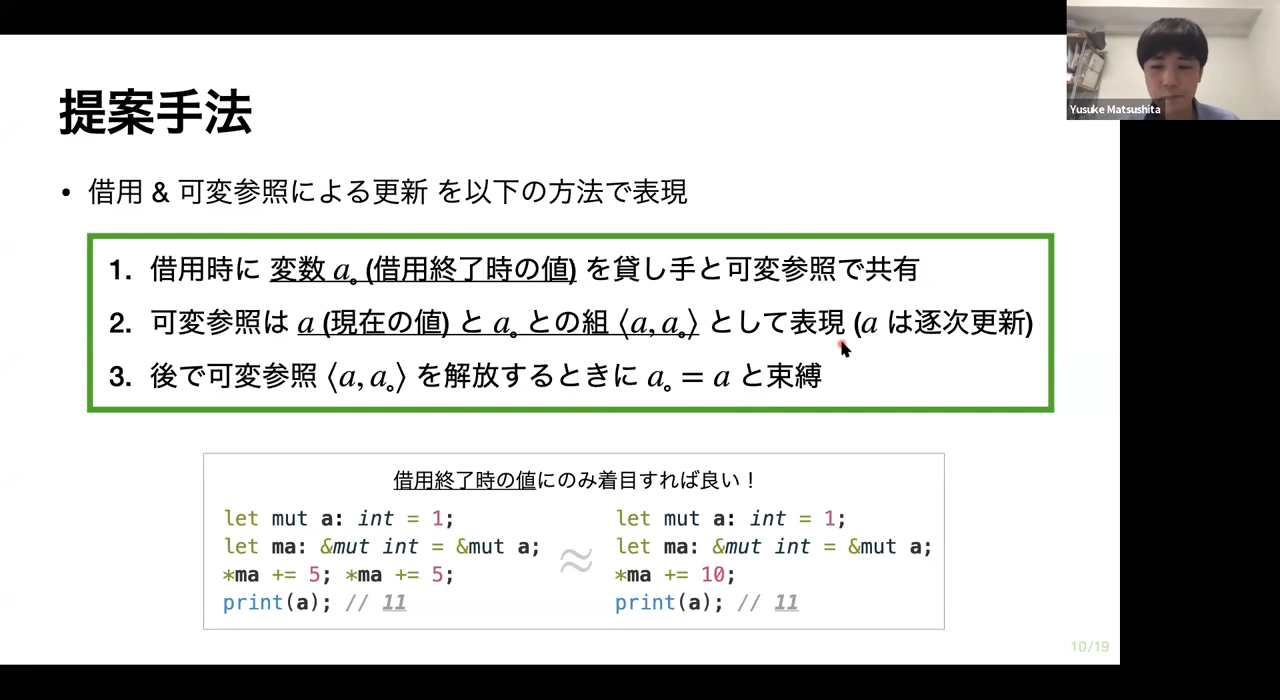 提案手法
Yusuke Matsushita
• 借用 & 可変参照による更新 を以下の方法で表現
1. 借用時に 変数 a∘ (借用終了時の値) を貸し手と可変参照で共有
2. 可変参照は a (現在の値) と a∘ との組 ⟨a, a∘⟩ として表現 (a は逐次更新)
3. 後で可変参照 ⟨a, a∘⟩ を解放するときに a∘ = a と束縛
借用終了時の値にのみ着目すれば良い！
let mut a: int = 1;
let ma: &mut int = &mut a;
*ma += 5; *ma += 5;
print(a); // 11
≈
let mut a: int = 1;
let ma: &mut int = &mut a;
*ma += 10;
print(a); // 11
10/19